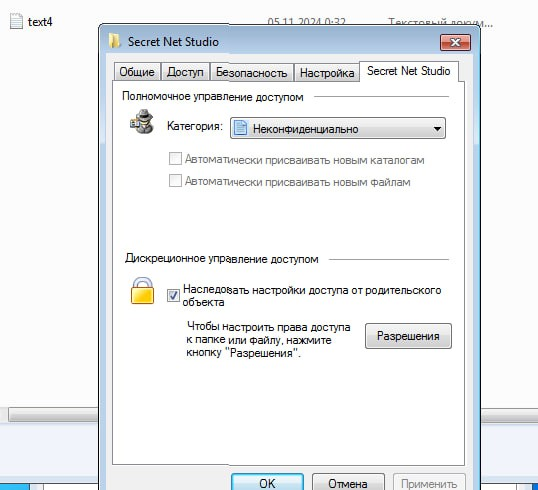 text4
05.11.2024 0:32
Текстовый докум...
Secret Net Studio
Общие
Доступ
Безопасность
Настройка
Secret Net Studio
Полномочное управление доступом
Категория:
Неконфиденциально
Автоматически присваивать новым каталогам
Автоматически присваивать новым файлам
Дискреционное управление доступом
Наследовать настройки доступа от родительского
объекта
Чтобы настроить права доступа
к папке или файлу, нажмите
кнопку "Разрешения".
Разрешения
OK
Отмена
Применить